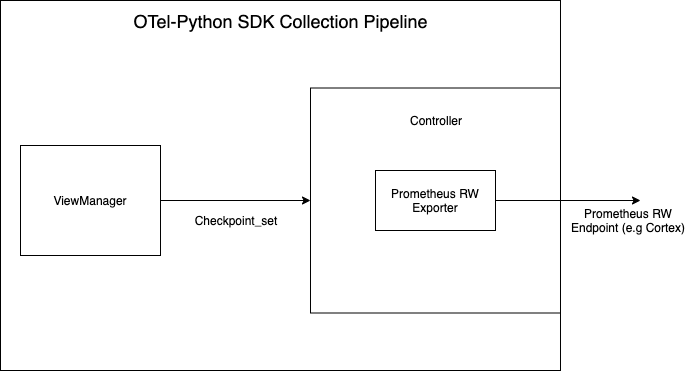 OTel-Python SDK Collection Pipeline
Controller
ViewManager
Prometheus RW
Exporter
Checkpoint_set
Prometheus RW
Endpoint (e.g Cortex)